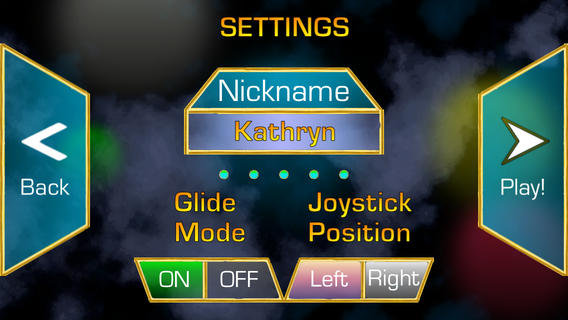 SETTINGS
Nickname
Kathryn
Back
Play!
Glide Mode
Joystick Position
ON OFF
Left Right